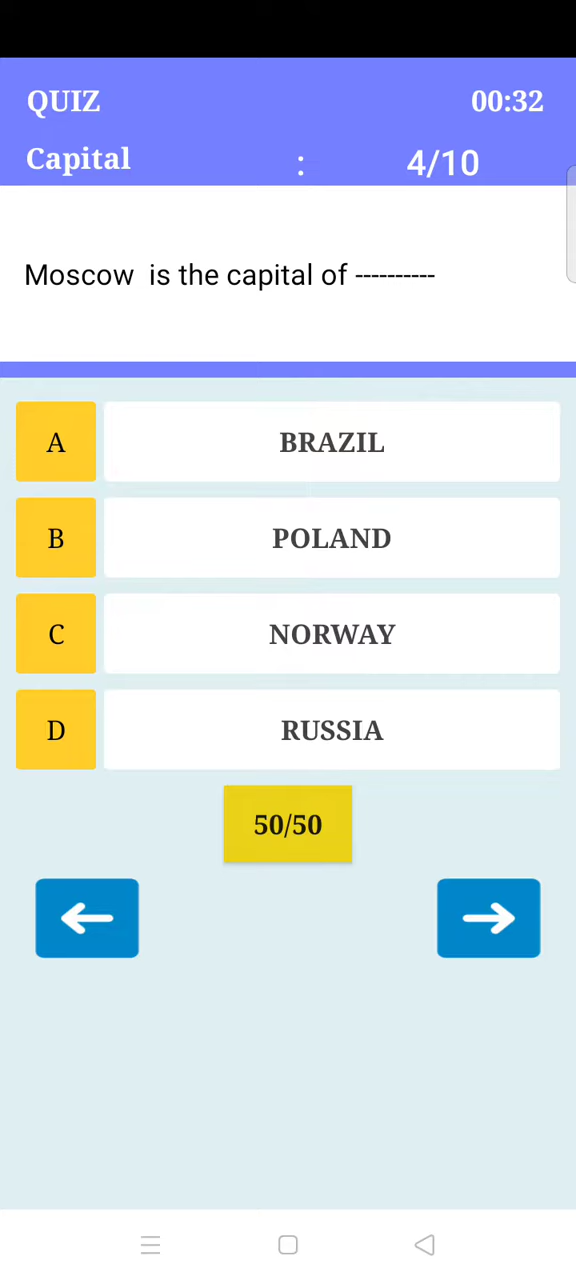 QUIZ 00:32
Capital : 4/10
Moscow  is the capital of ----------
A BRAZIL
B POLAND
C NORWAY
D RUSSIA
50/50